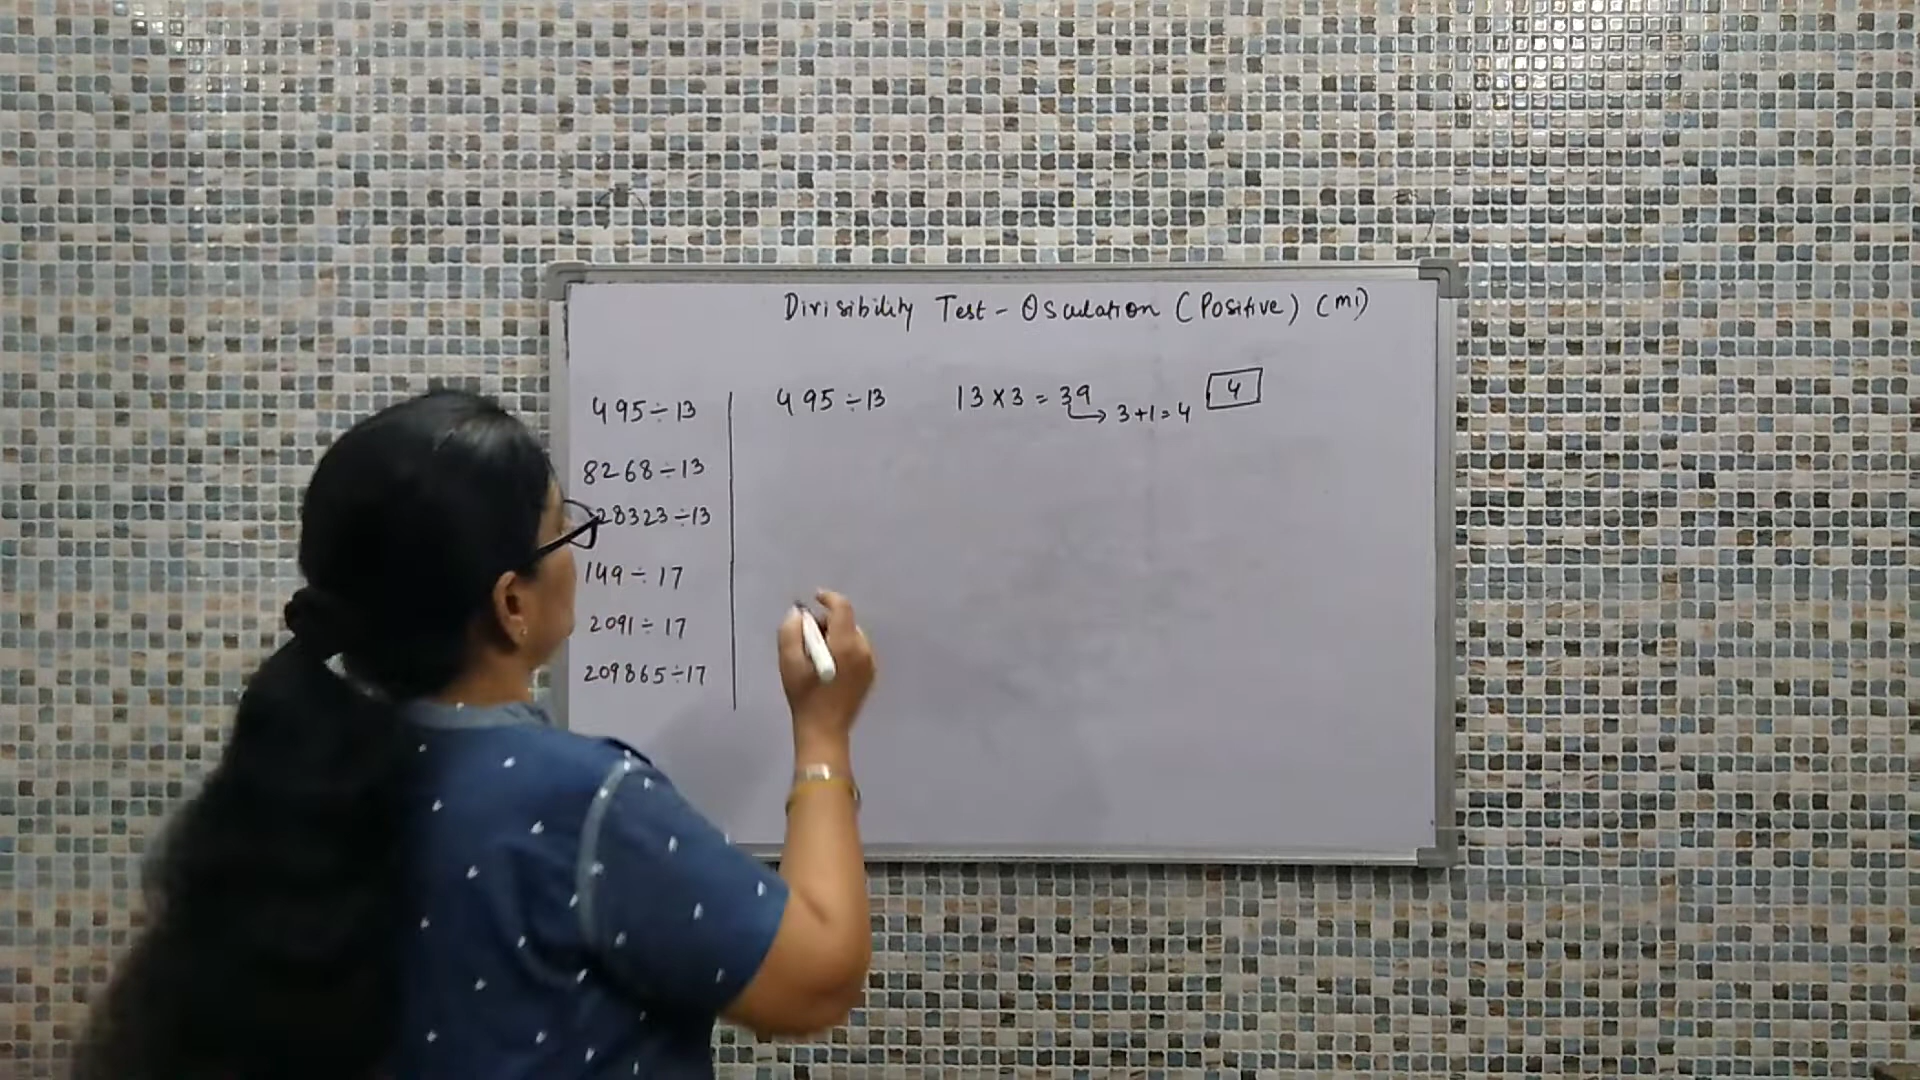 Divisibility Test - Osculation (Positive) (M1)
495 ÷ 13
8268 ÷ 13
28323 ÷ 13
149 ÷ 17
2091 ÷ 17
209865 ÷ 17
495 ÷ 13 13 × 3 = 39 4
3 + 1 = 4